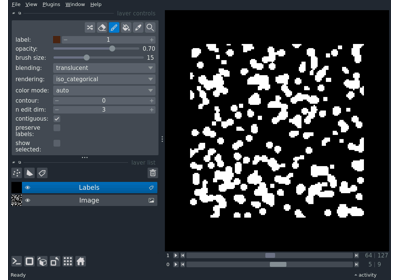 File View Plugins Window Help
layer controls
label: 1
opacity: 0.70
brush size: 15
blending: translucent
rendering: iso_categorical
color mode: auto
contour: 0
n edit dim: 3
contiguous:
preserve
labels:
show
selected:
layer list
Labels
Image
1 64 127
0 5 9
Ready
activity